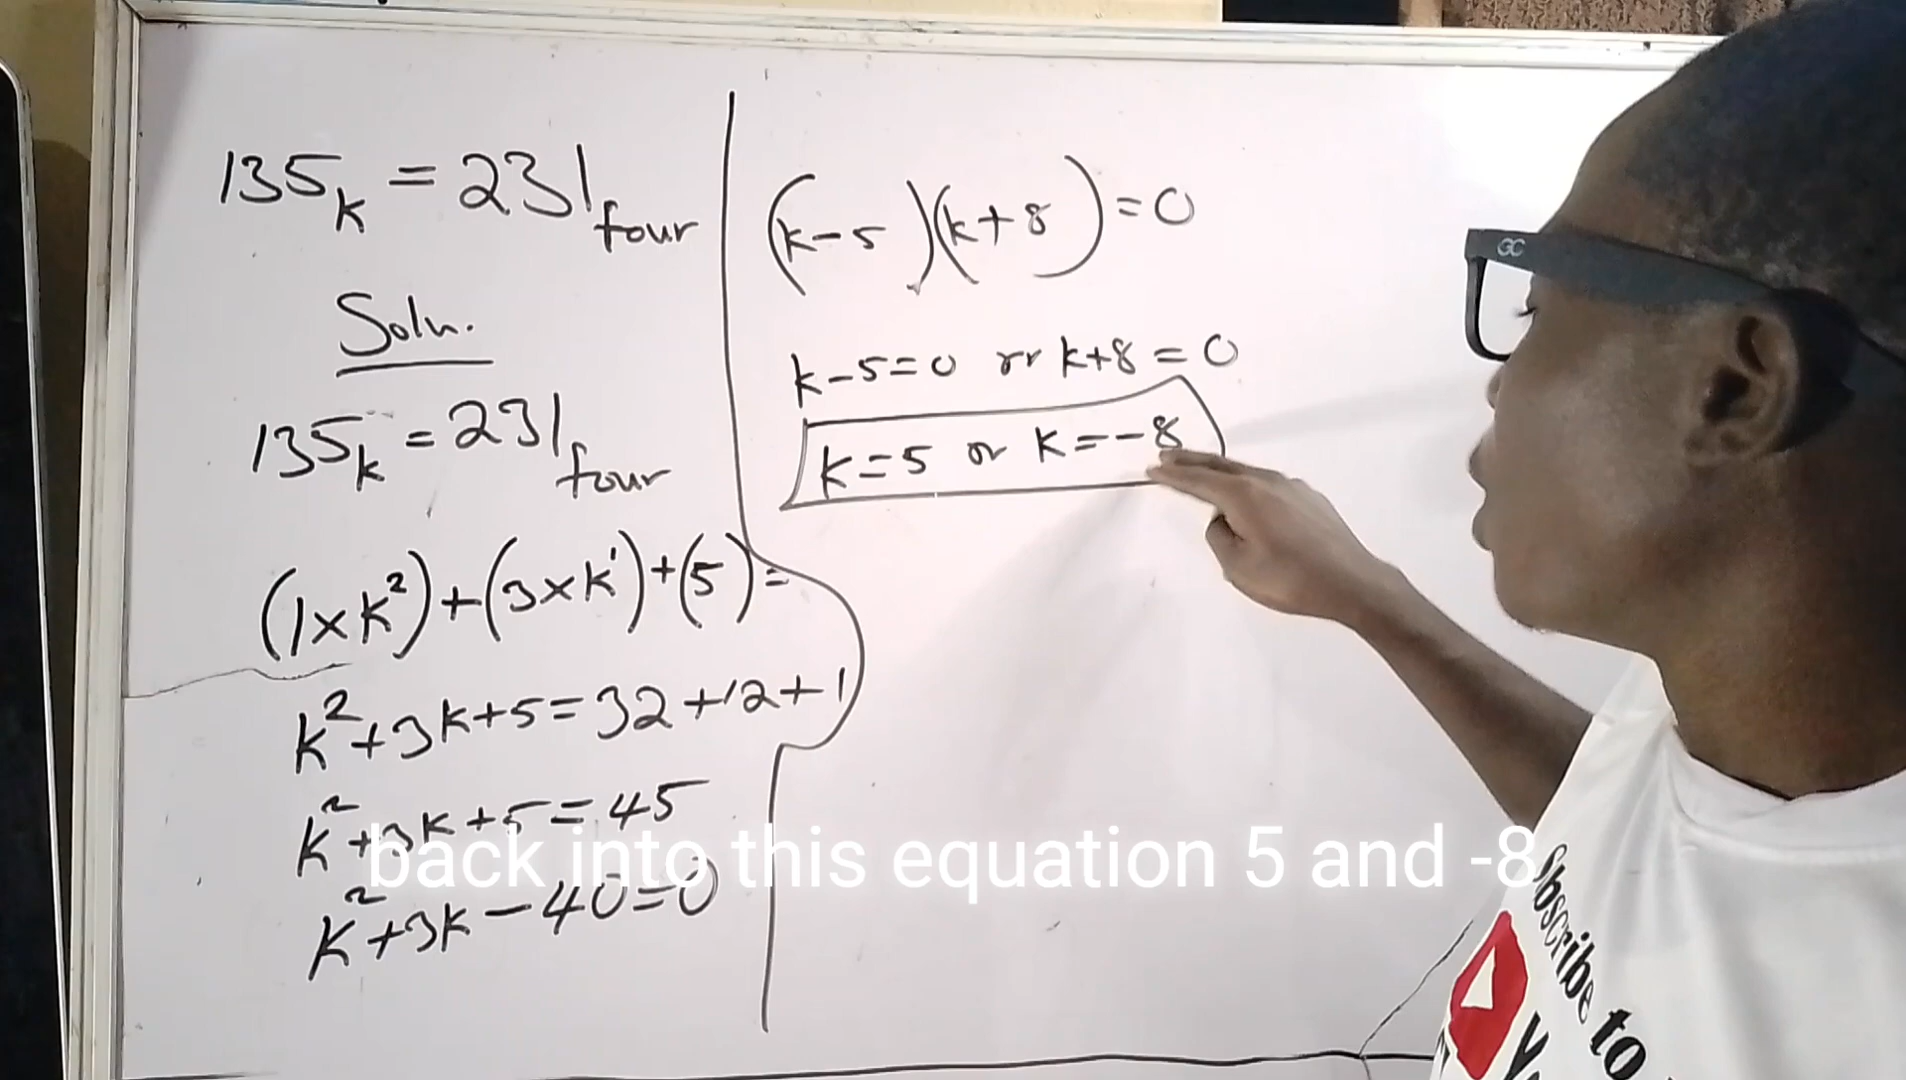 135k = 231four
Soln.
135k = 231four
(1×k²)+(3×k¹)+(5)=
k²+3k+5=32+12+1
k²+3k+5=45
k²+3k-40=0
(k-5)(k+8)=0
k-5=0 or k+8=0
k=5 or k=-8
back into this equation 5 and -8
GC
to